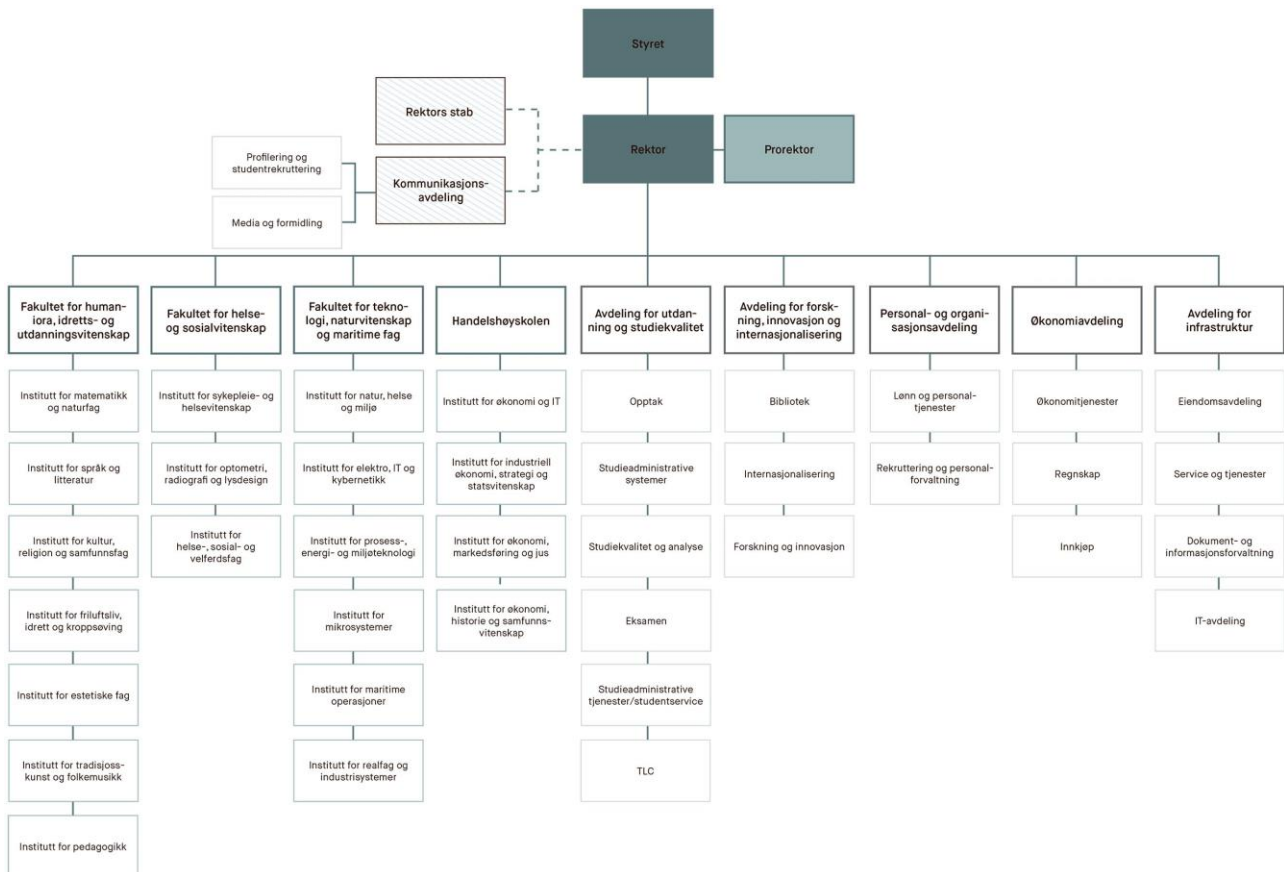 Styret
Rektors stab
Rektor
Prorektor
Profilering og
studentrekruttering
Kommunikasjons-
avdeling
Media og formidling
Fakultet for human-
iora, idretts- og
utdanningsvitenskap
Institutt for matematikk
og naturfag
Institutt for språk og
litteratur
Institutt for kultur,
religion og samfunnsfag
Institutt for friluftsliv,
idrett og kroppsøving
Institutt for estetiske fag
Institutt for tradisjoss-
kunst og folkemusikk
Institutt for pedagogikk
Fakultet for helse-
og sosialvitenskap
Institutt for sykepleie- og
helsevitenskap
Institutt for optometri,
radiografi og lysdesign
Institutt for
helse-, sosial- og
velferdsfag
Fakultet for tekno-
logi, naturvitenskap
og maritime fag
Institutt for natur, helse
og miljø
Institutt for elektro, IT og
kybernetikk
Institutt for prosess-,
energi- og miljøteknologi
Institutt for
mikrosystemer
Institutt for maritime
operasjoner
Institutt for realfag og
industrisystemer
Handelshøyskolen
Institutt for økonomi og IT
Institutt for industriell
økonomi, strategi og
statsvitenskap
Institutt for økonomi,
markedsføring og jus
Institutt for økonomi,
historie og samfunns-
vitenskap
Avdeling for utdan-
ning og studiekvalitet
Opptak
Studieadministrative
systemer
Studiekvalitet og analyse
Eksamen
Studieadministrative
tjenester/studentservice
TLC
Avdeling for forsk-
ning, innovasjon og
internasjonalisering
Bibliotek
Internasjonalisering
Forskning og innovasjon
Personal- og organi-
sasjonsavdeling
Lønn og personal-
tjenester
Rekruttering og personal-
forvaltning
Økonomiavdeling
Økonomitjenester
Regnskap
Innkjøp
Avdeling for
infrastruktur
Eiendomsavdeling
Service og tjenester
Dokument- og
informasjonsforvaltning
IT-avdeling